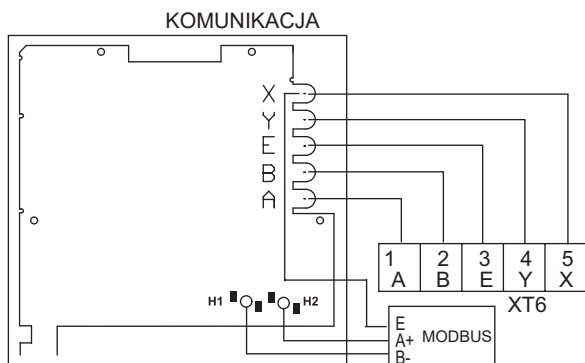 KOMUNIKACJA
X
Y
E
B
A
1 2 3 4 5
A B E Y X
XT6
H1 H2
E
A+ MODBUS
B-